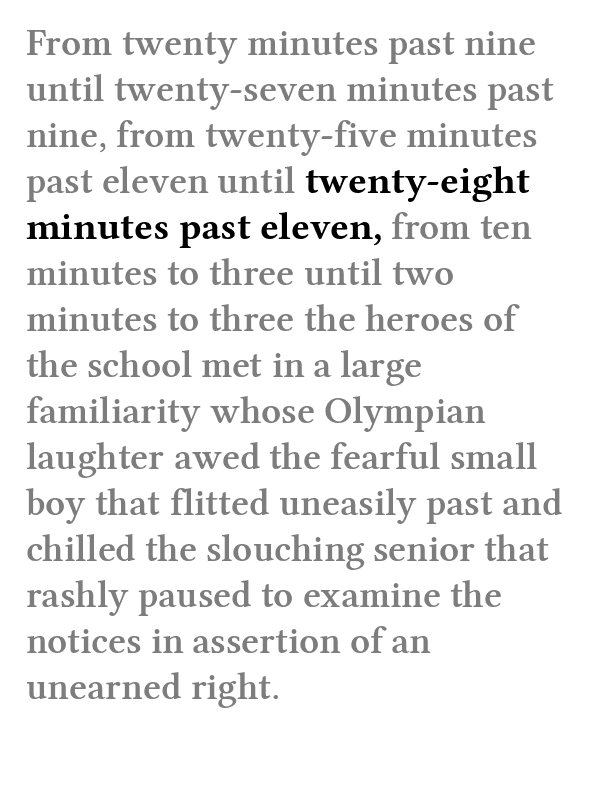 From twenty minutes past nine
until twenty-seven minutes past
nine, from twenty-five minutes
past eleven until twenty-eight
minutes past eleven, from ten
minutes to three until two
minutes to three the heroes of
the school met in a large
familiarity whose Olympian
laughter awed the fearful small
boy that flitted uneasily past and
chilled the slouching senior that
rashly paused to examine the
notices in assertion of an
unearned right.